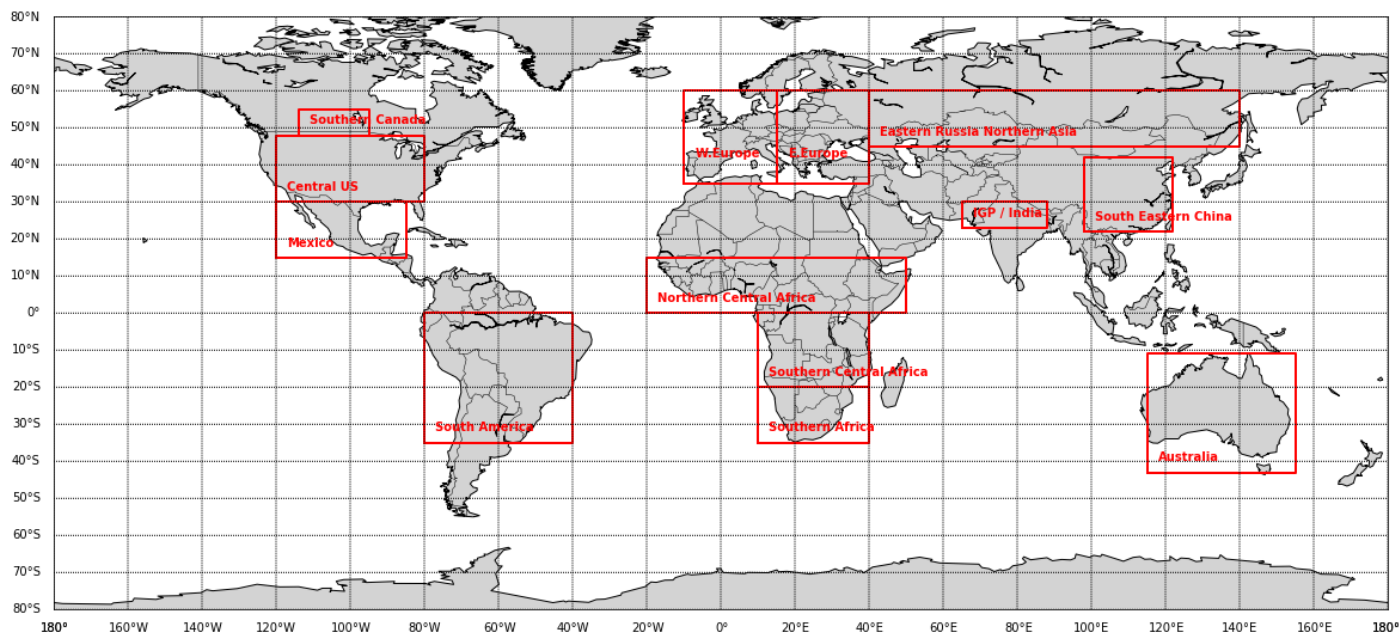 80°N
70°N
60°N
50°N
40°N
30°N
20°N
10°N
0°
10°S
20°S
30°S
40°S
50°S
60°S
70°S
80°S
Southern Canada
Eastern Russia Northern Asia
W.Europe
E.Europe
Central US
IGP / India
South Eastern China
Mexico
Northern Central Africa
Southern Central Africa
South America
Southern Africa
Australia
180° 160°W 140°W 120°W 100°W 80°W 60°W 40°W 20°W 0° 20°E 40°E 60°E 80°E 100°E 120°E 140°E 160°E 180°